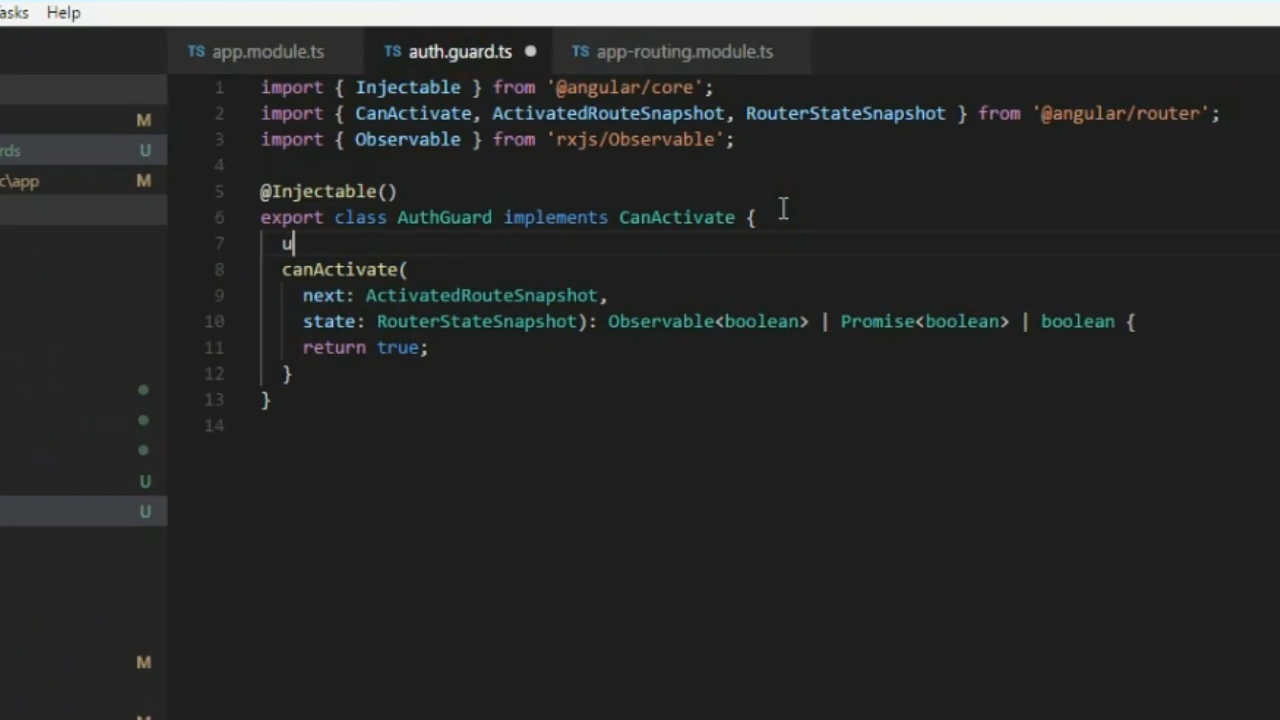 asks Help
TS app.module.ts TS auth.guard.ts TS app-routing.module.ts
1 import { Injectable } from '@angular/core';
2 import { CanActivate, ActivatedRouteSnapshot, RouterStateSnapshot } from '@angular/router';
3 import { Observable } from 'rxjs/Observable';
4
5 @Injectable()
6 export class AuthGuard implements CanActivate {
7 u
8 canActivate(
9 next: ActivatedRouteSnapshot,
10 state: RouterStateSnapshot): Observable<boolean> | Promise<boolean> | boolean {
11 return true;
12 }
13 }
14
M
rds U
c\app M
U
U
M
M